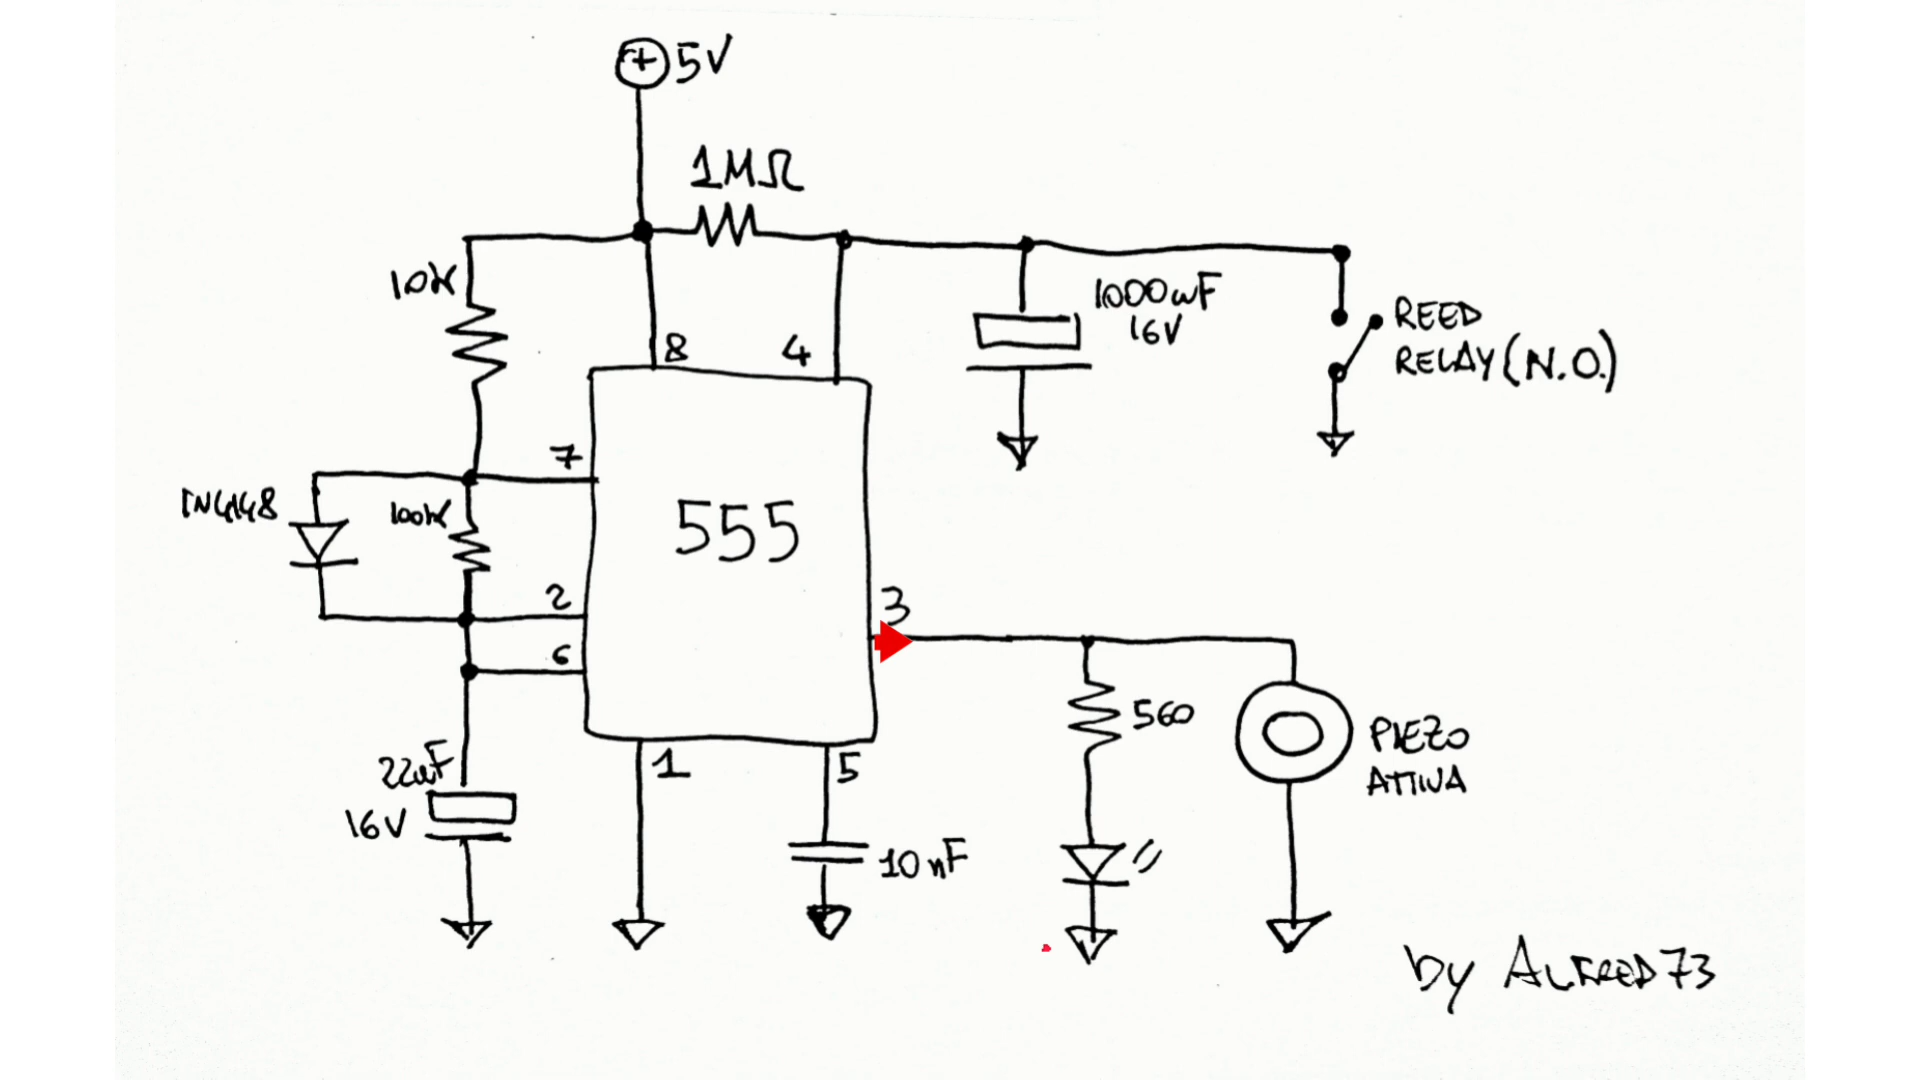 + 5V
1MΩ
10K
8
4
1000uF
16V
REED
RELAY (N.O.)
7
1N4148
100K
555
2
3
6
560
PIEZO
ATTIVA
22uF
16V
1
5
10nF
by ALFRED73